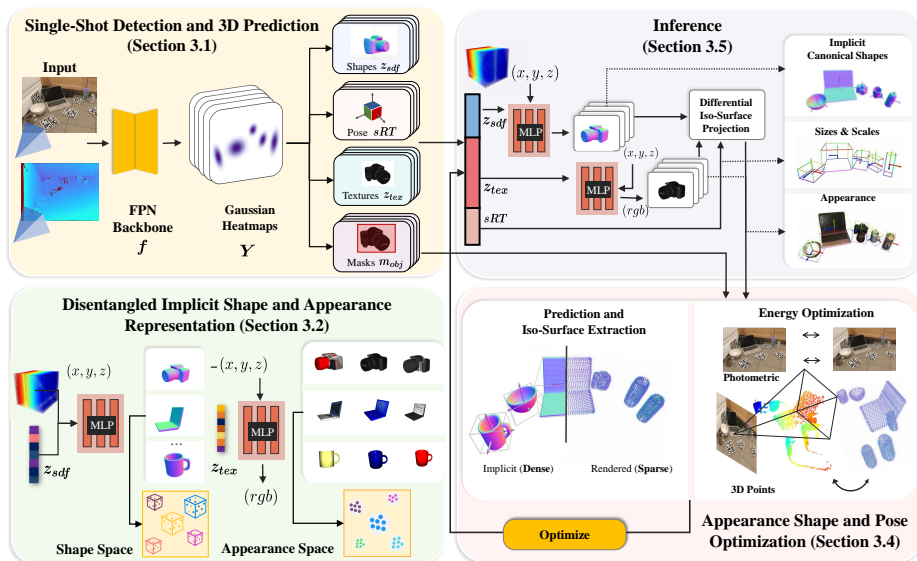 Single-Shot Detection and 3D Prediction
(Section 3.1)
Input
FPN
Backbone
f
Gaussian
Heatmaps
Y
Shapes z_sdf
Pose sRT
Textures z_tex
Masks m_obj
Inference
(Section 3.5)
(x, y, z)
z_sdf
MLP
(x, y, z)
z_tex
MLP
(rgb)
sRT
Differential
Iso-Surface
Projection
Implicit
Canonical Shapes
Sizes & Scales
Appearance
Disentangled Implicit Shape and Appearance
Representation (Section 3.2)
(x, y, z)
MLP
z_sdf
...
Shape Space
(x, y, z)
MLP
z_tex
(rgb)
Appearance Space
Prediction and
Iso-Surface Extraction
Implicit (Dense)
Rendered (Sparse)
Energy Optimization
Photometric
3D Points
Optimize
Appearance Shape and Pose
Optimization (Section 3.4)